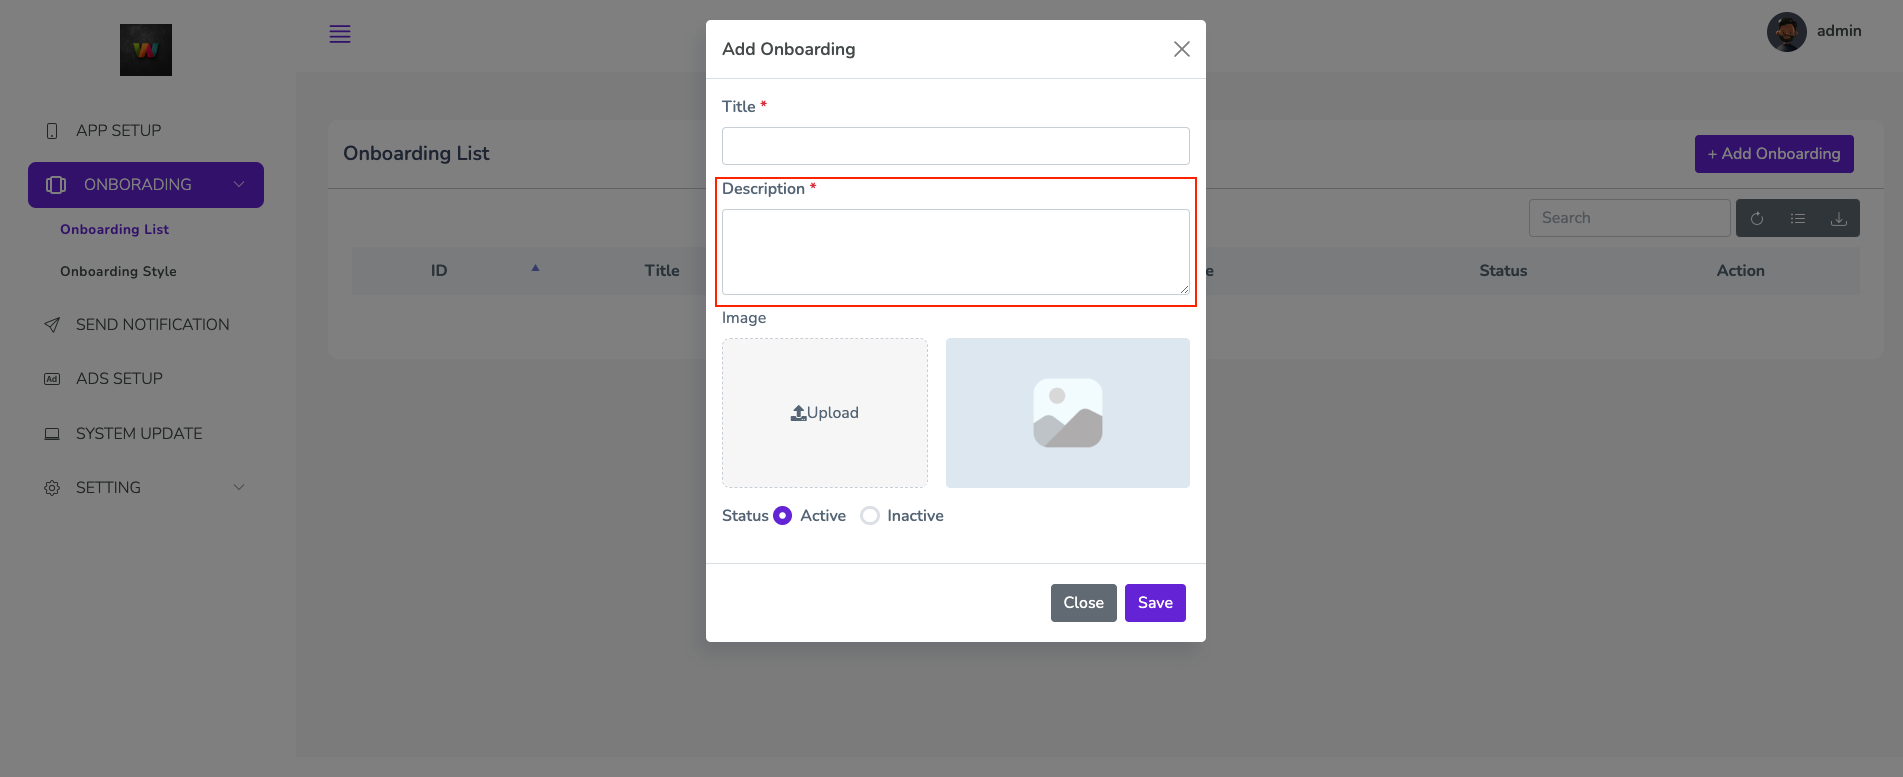 admin
APP SETUP
ONBORADING
Onboarding List
Onboarding Style
SEND NOTIFICATION
Ad ADS SETUP
SYSTEM UPDATE
SETTING
Onboarding List
+ Add Onboarding
Search
ID Title Status Action
Add Onboarding
Title *
Description *
Image
Upload
Status Active Inactive
Close Save